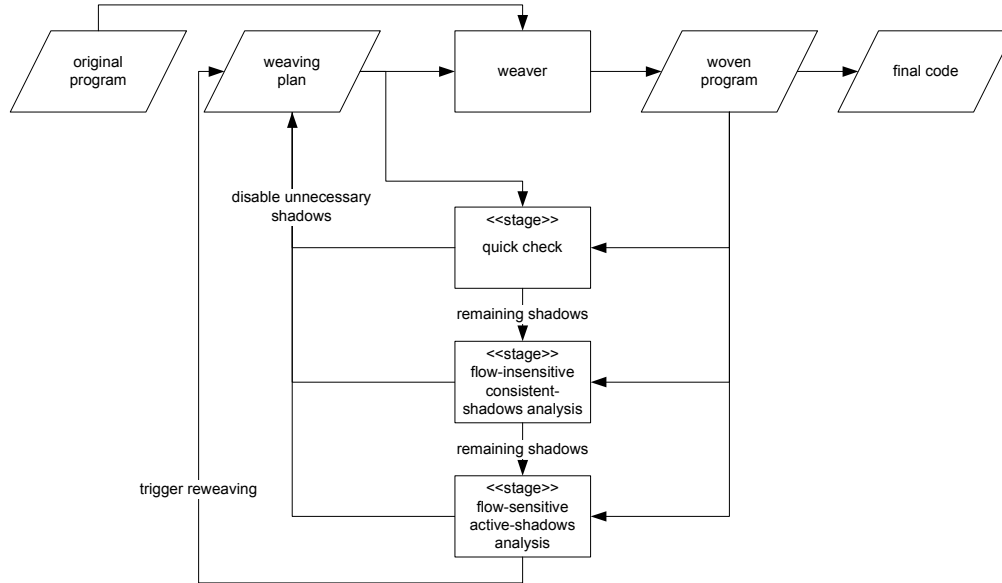 original
program
weaving
plan
weaver
woven
program
final code
disable unnecessary
shadows
<<stage>>
quick check
remaining shadows
<<stage>>
flow-insensitive
consistent-
shadows analysis
remaining shadows
trigger reweaving
<<stage>>
flow-sensitive
active-shadows
analysis